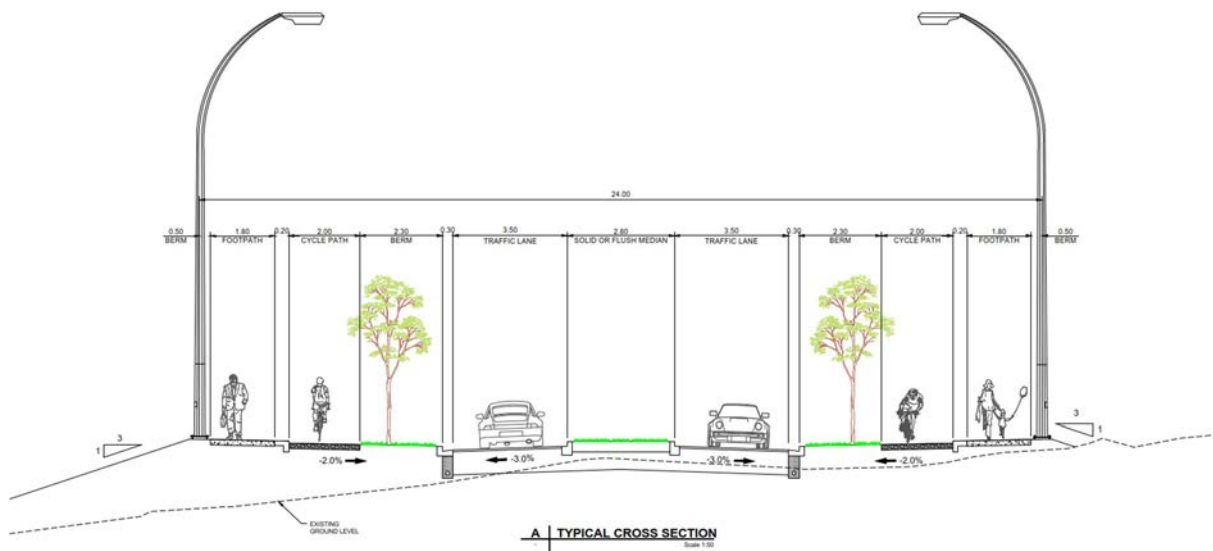 24.00
0.50 1.80 0.20 2.00 2.30 0.30 3.50 2.80 3.50 0.30 2.30 2.00 0.20 1.80 0.50
BERM FOOTPATH CYCLE PATH BERM TRAFFIC LANE SOLID OR FLUSH MEDIAN TRAFFIC LANE BERM CYCLE PATH FOOTPATH BERM
3
1
-2.0% -3.0% -3.0% -2.0%
3
1
EXISTING
GROUND LEVEL
A TYPICAL CROSS SECTION
- Scale 1:50